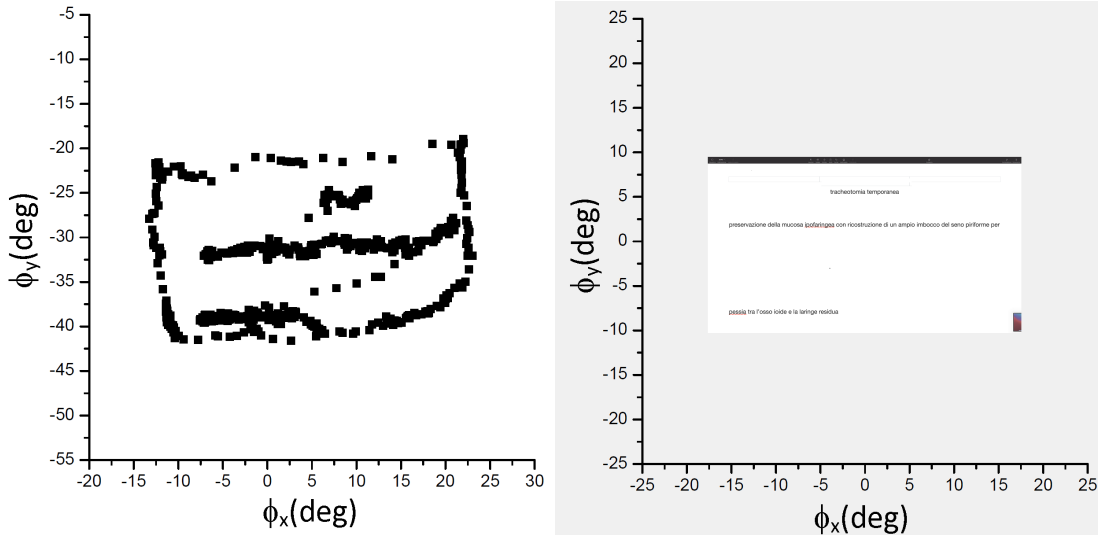 -5
-10
-15
-20
-25
-30
-35
-40
-45
-50
-55
-20 -15 -10 -5 0 5 10 15 20 25 30
ϕy(deg)
ϕx(deg)
25
20
15
10
5
0
-5
-10
-15
-20
-25
-25 -20 -15 -10 -5 0 5 10 15 20 25
ϕy(deg)
ϕx(deg)
tracheotomia temporanea
preservazione della mucosa ipofaringea con ricostruzione di un ampio imbocco del seno piriforme per
pessia tra l'osso ioide e la laringe residua